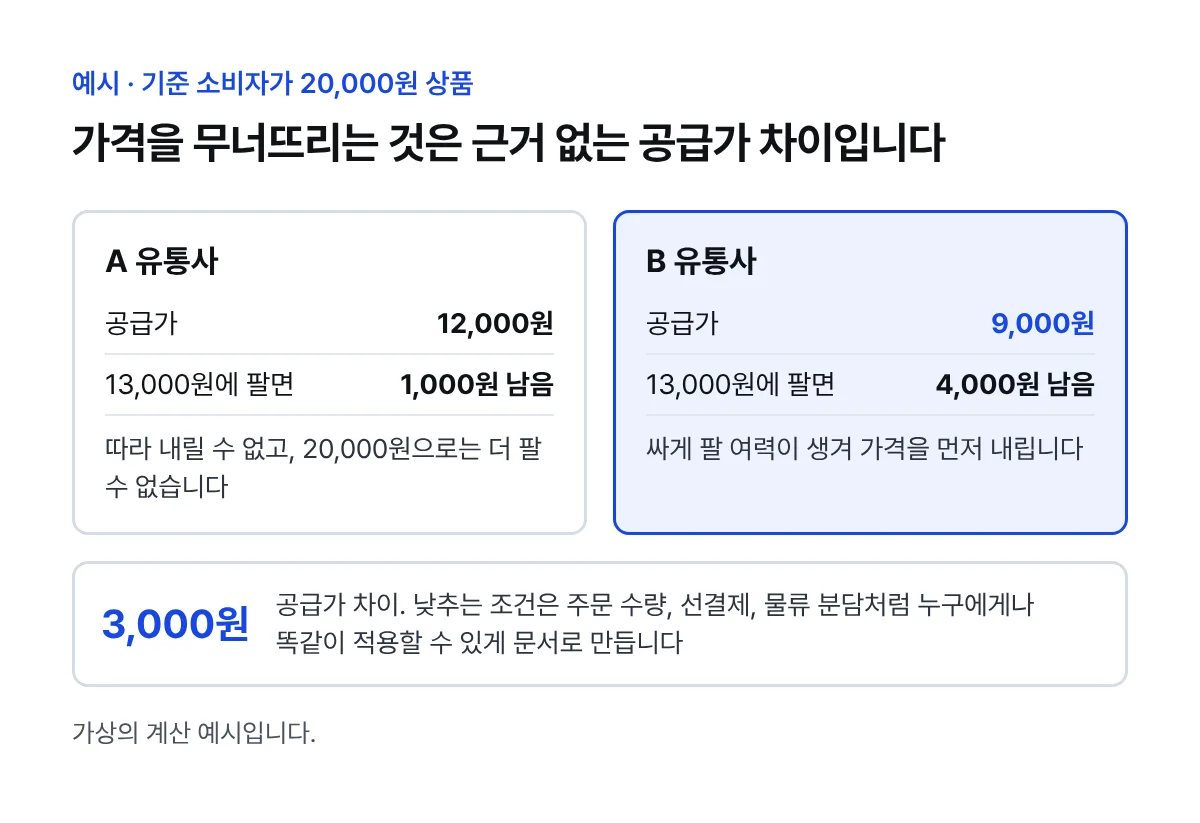 예시 · 기준 소비자가 20,000원 상품
가격을 무너뜨리는 것은 근거 없는 공급가 차이입니다
A 유통사
공급가 12,000원
13,000원에 팔면 1,000원 남음
따라 내릴 수 없고, 20,000원으로는 더 팔
수 없습니다
B 유통사
공급가 9,000원
13,000원에 팔면 4,000원 남음
싸게 팔 여력이 생겨 가격을 먼저 내립니다
3,000원
공급가 차이. 낮추는 조건은 주문 수량, 선결제, 물류 분담처럼 누구에게나
똑같이 적용할 수 있게 문서로 만듭니다
가상의 계산 예시입니다.